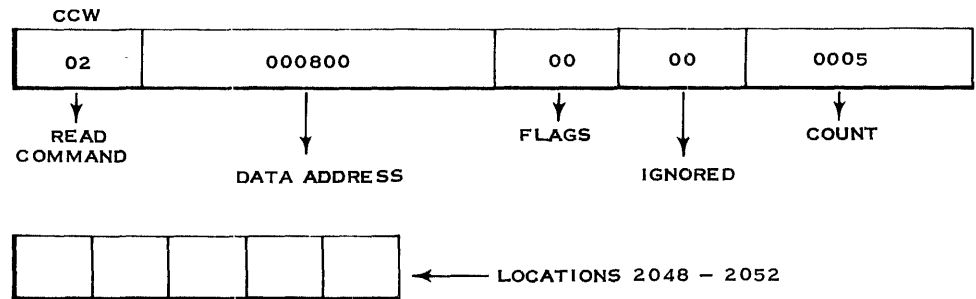 CCW
02 000800 00 00 0005
READ COMMAND
DATA ADDRESS
FLAGS
IGNORED
COUNT
LOCATIONS 2048 – 2052